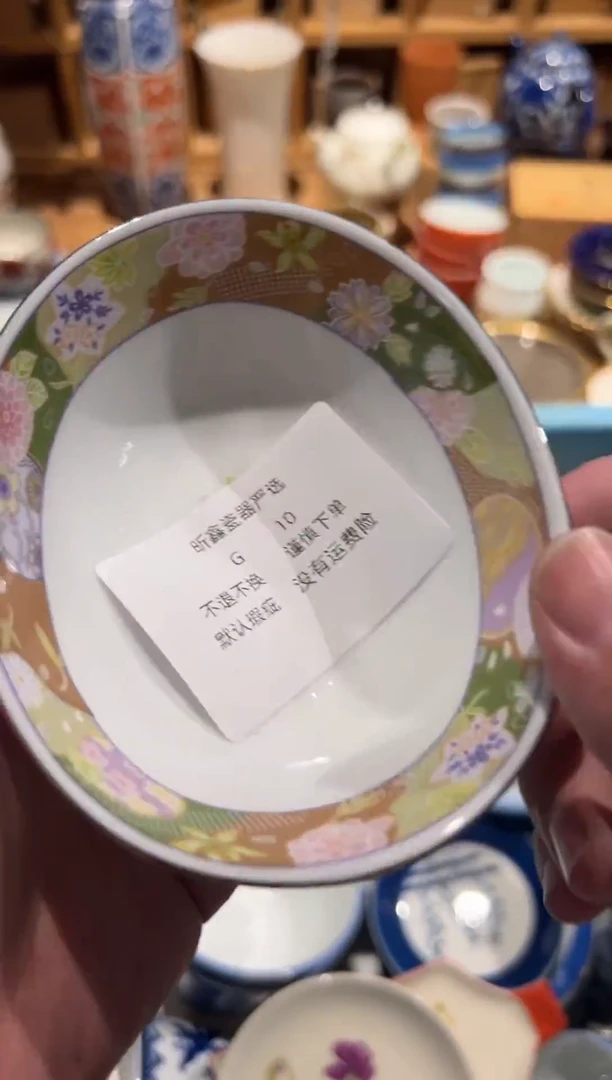 昕鑫瓷器严选
G 10
不退不换 谨慎下单
默认瑕疵 没有运费险